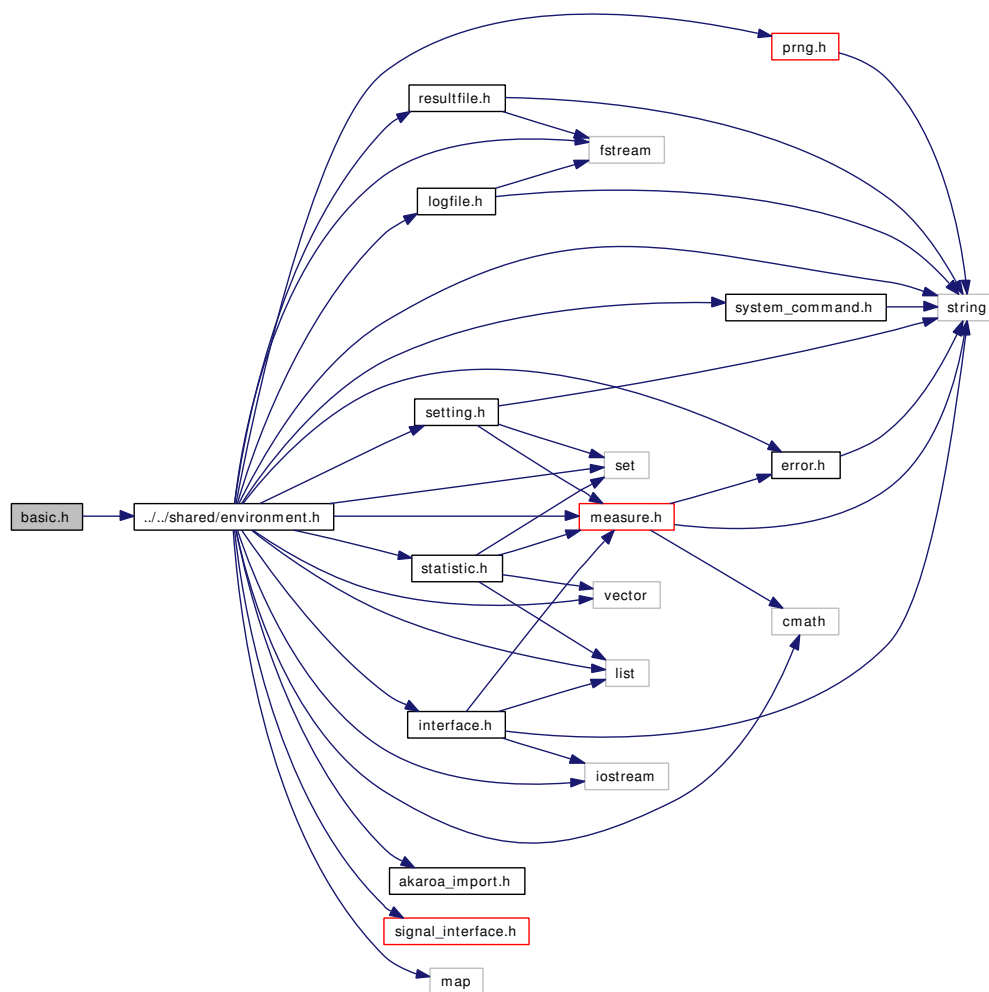 prng.h
resultfile.h
fstream
logfile.h
system_command.h
string
setting.h
set
error.h
basic.h
../../shared/environment.h
measure.h
statistic.h
vector
cmath
list
interface.h
iostream
akaroa_import.h
signal_interface.h
map